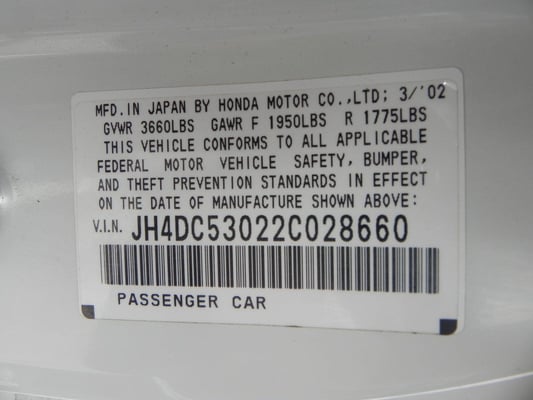 MFD. IN JAPAN BY HONDA MOTOR CO.,LTD; 3/'02
GVWR 3660LBS GAWR F 1950LBS R 1775LBS
THIS VEHICLE CONFORMS TO ALL APPLICABLE
FEDERAL MOTOR VEHICLE SAFETY, BUMPER,
AND THEFT PREVENTION STANDARDS IN EFFECT
ON THE DATE OF MANUFACTURE SHOWN ABOVE:
V.I.N. JH4DC53022C028660
PASSENGER CAR